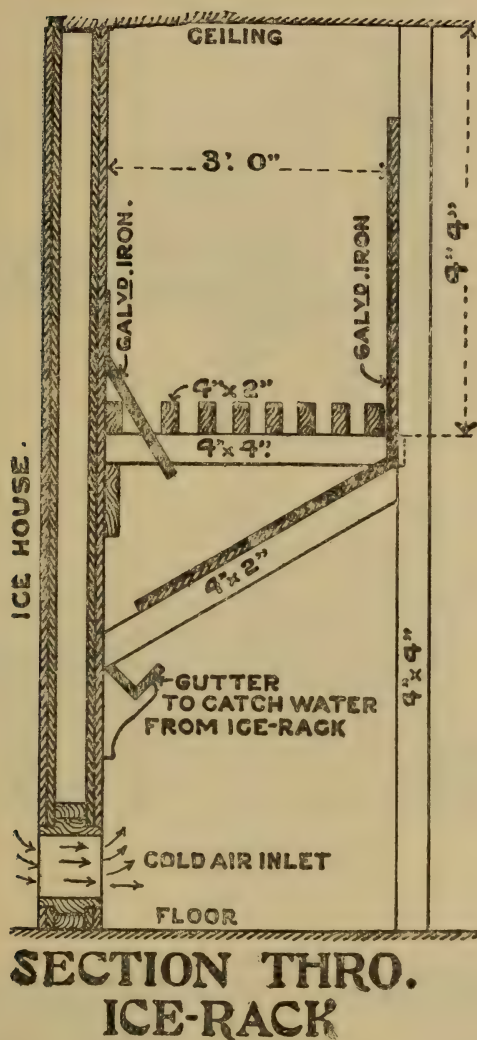 CEILING
3'. 0"
GALVD. IRON.
GALVD. IRON
4" 4"
4" x 2"
4" x 4".
ICE HOUSE.
4" x 2"
4" x 4"
GUTTER
TO CATCH WATER
FROM ICE-RACK
COLD AIR INLET
FLOOR
SECTION THRO.
ICE-RACK